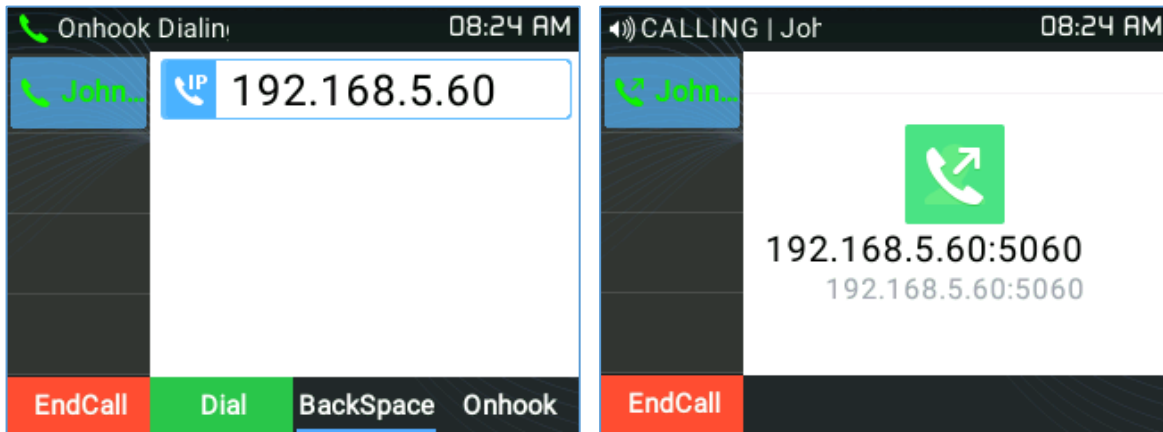 Onhook Dialin
08:24 AM
John...
IP
192.168.5.60
EndCall
Dial
BackSpace
Onhook
CALLING | Joh
08:24 AM
John...
192.168.5.60:5060
192.168.5.60:5060
EndCall